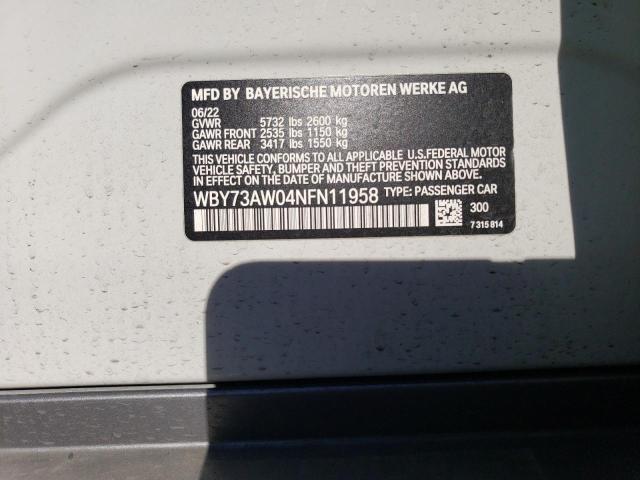 MFD BY BAYERISCHE MOTOREN WERKE AG
06/22
GVWR 5732 lbs 2600 kg
GAWR FRONT 2535 lbs 1150 kg
GAWR REAR 3417 lbs 1550 kg
THIS VEHICLE CONFORMS TO ALL APPLICABLE U.S.FEDERAL MOTOR
VEHICLE SAFETY, BUMPER, AND THEFT PREVENTION STANDARDS
IN EFFECT ON THE DATE OF MANUFACTURE SHOWN ABOVE.
WBY73AW04NFN11958 TYPE: PASSENGER CAR
300
7 315 814